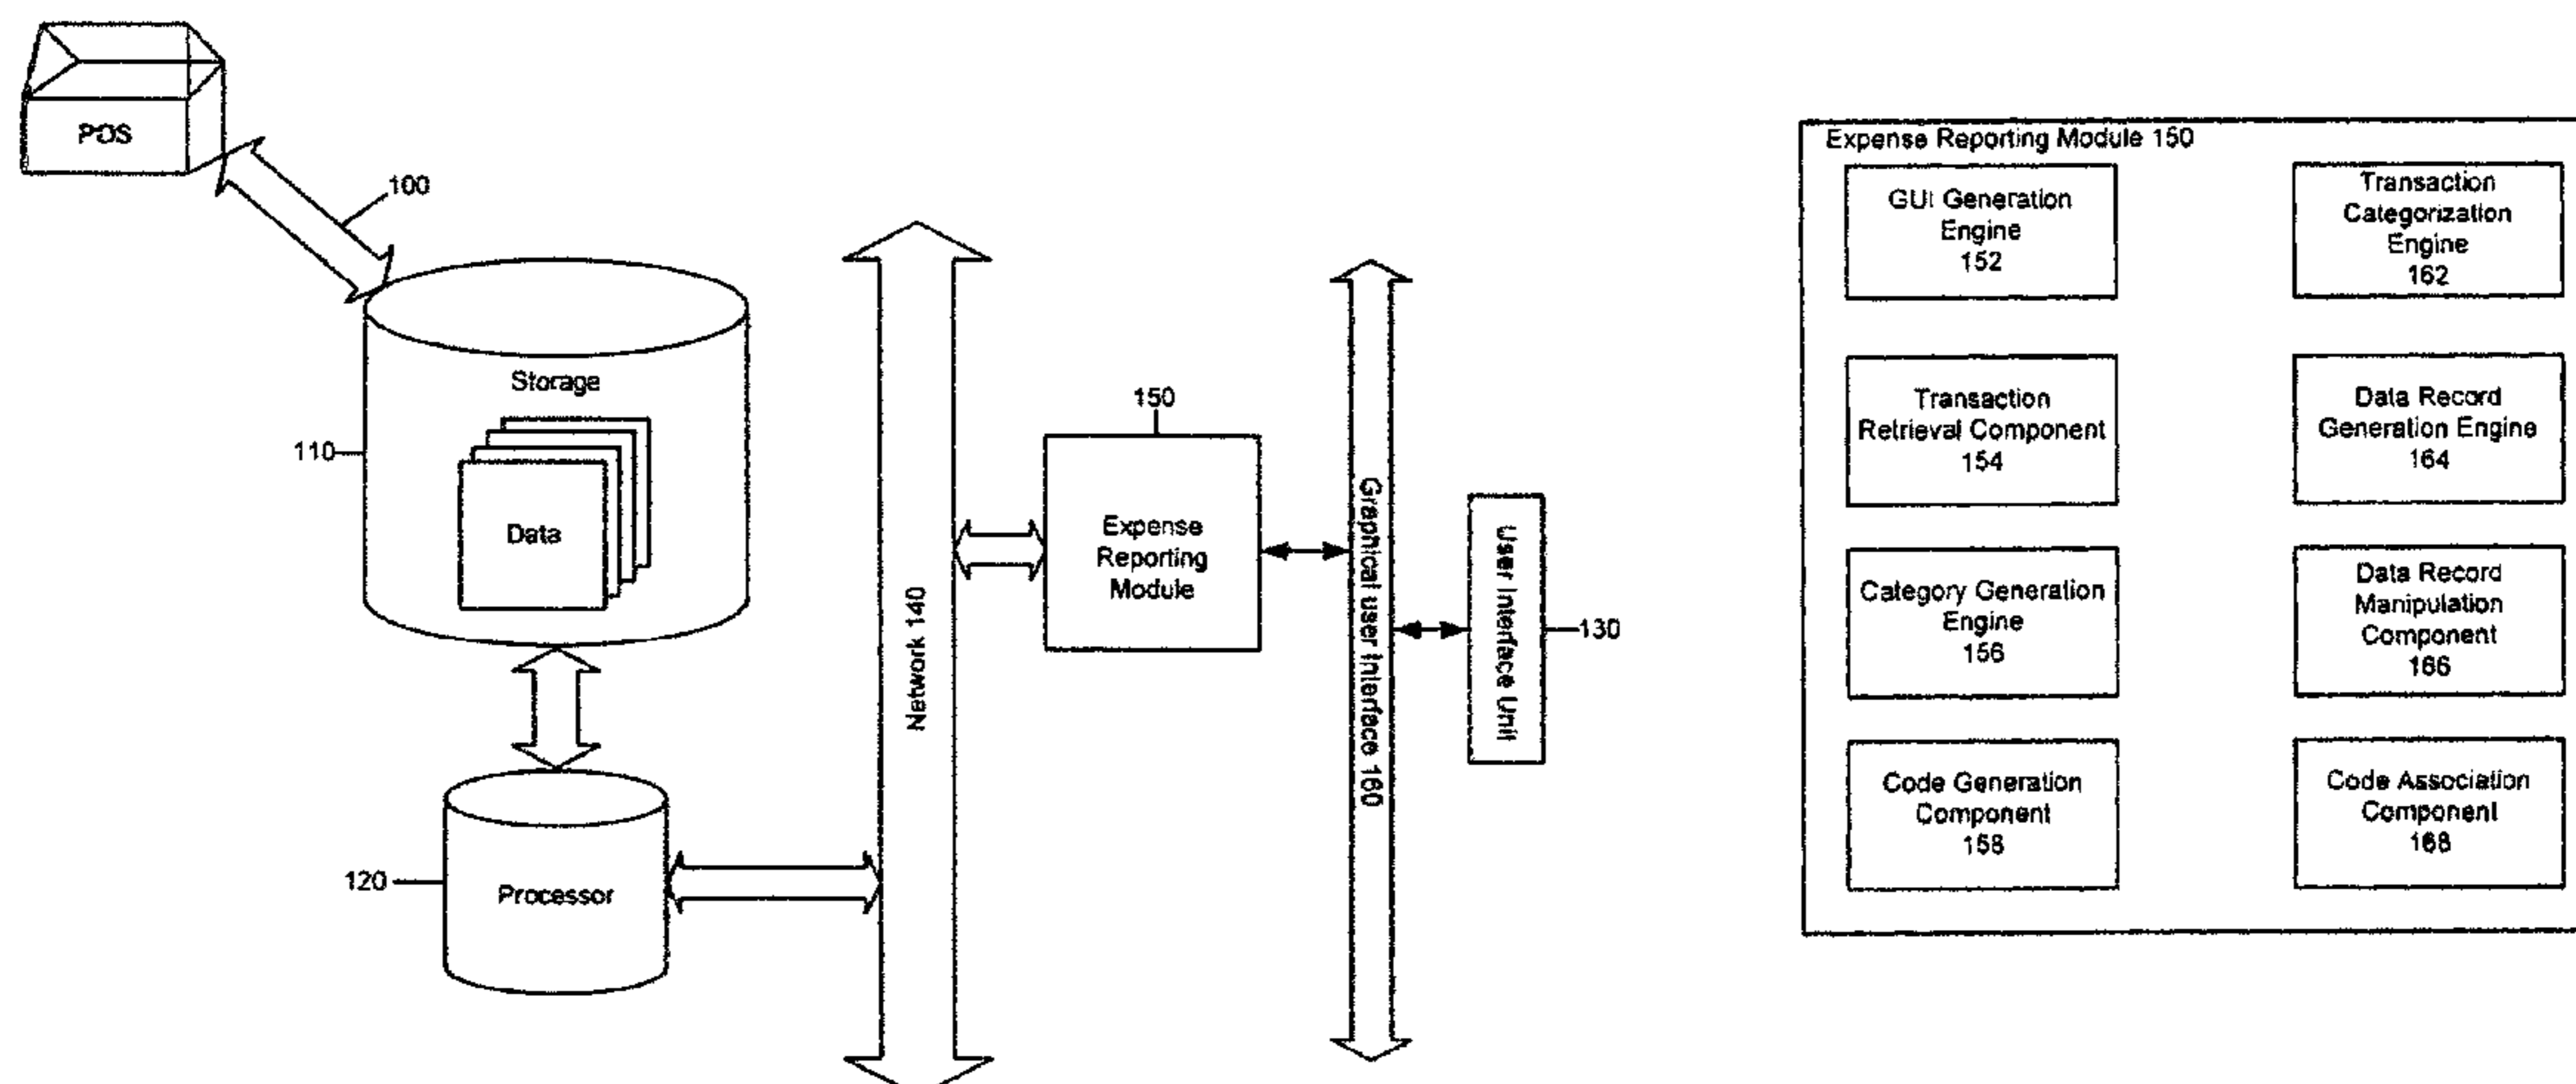 POS
100
Storage
110
Data
120
Processor
Network 140
150
Expense
Reporting
Module
Graphical user Interface 160
User Interface Unit
130
Expense Reporting Module 150
GUI Generation
Engine
152
Transaction
Categorization
Engine
162
Transaction
Retrieval Component
154
Data Record
Generation Engine
164
Category Generation
Engine
156
Data Record
Manipulation
Component
166
Code Generation
Component
158
Code Association
Component
168